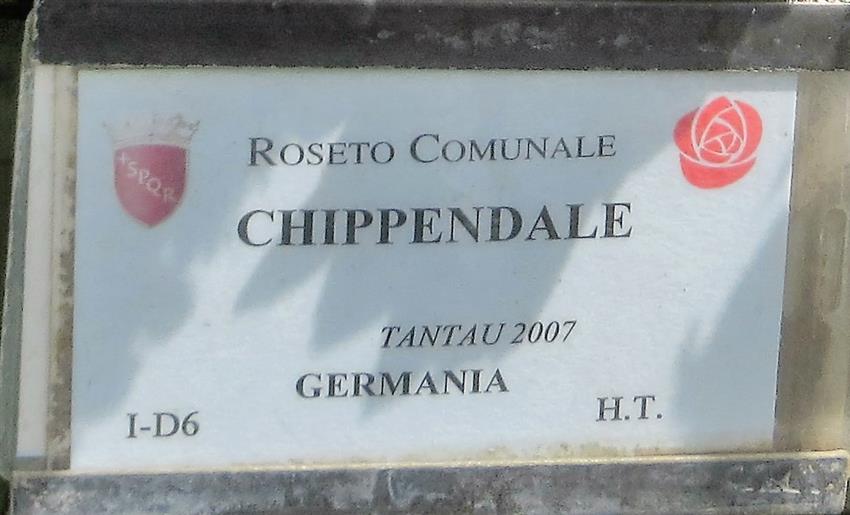 ROSETO COMUNALE
SPQR
CHIPPENDALE
TANTAU 2007
GERMANIA
I-D6
H.T.